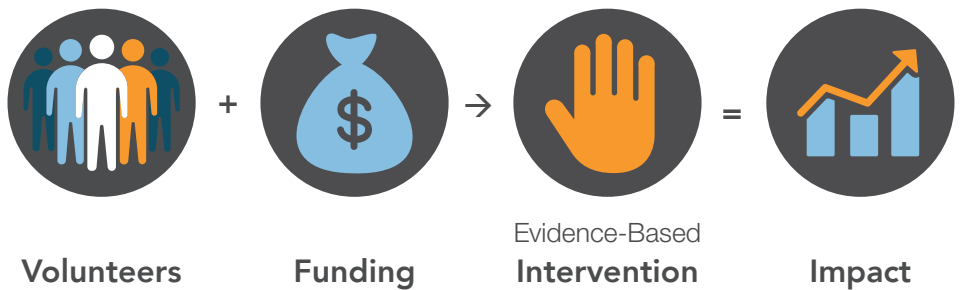 + $ → =
Evidence-Based
Volunteers Funding Intervention Impact